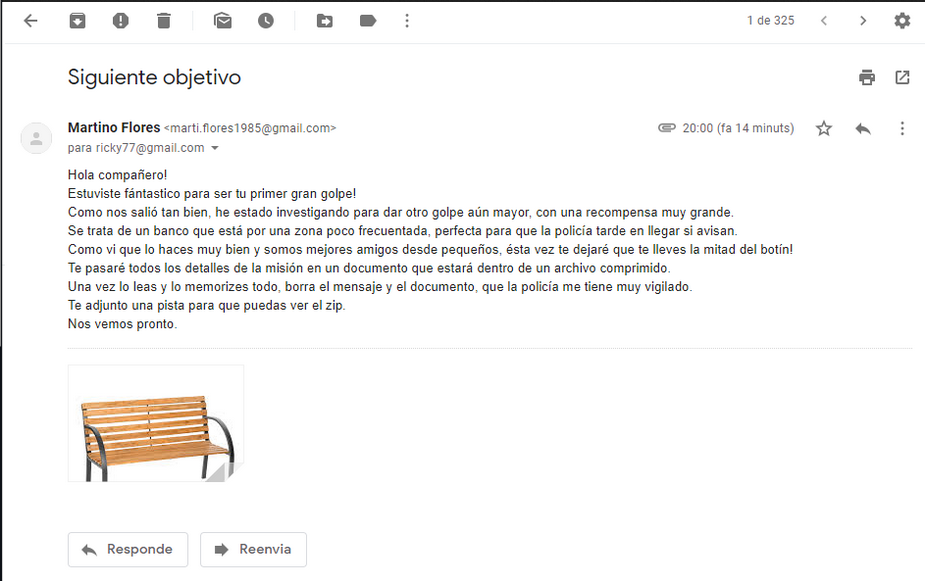 1 de 325
Siguiente objetivo
Martino Flores <marti.flores1985@gmail.com>
20:00 (fa 14 minuts)
para ricky77@gmail.com
Hola compañero!
Estuviste fántastico para ser tu primer gran golpe!
Como nos salió tan bien, he estado investigando para dar otro golpe aún mayor, con una recompensa muy grande.
Se trata de un banco que está por una zona poco frecuentada, perfecta para que la policía tarde en llegar si avisan.
Como vi que lo haces muy bien y somos mejores amigos desde pequeños, ésta vez te dejaré que te lleves la mitad del botín!
Te pasaré todos los detalles de la misión en un documento que estará dentro de un archivo comprimido.
Una vez lo leas y lo memorizes todo, borra el mensaje y el documento, que la policía me tiene muy vigilado.
Te adjunto una pista para que puedas ver el zip.
Nos vemos pronto.
Responde
Reenvia